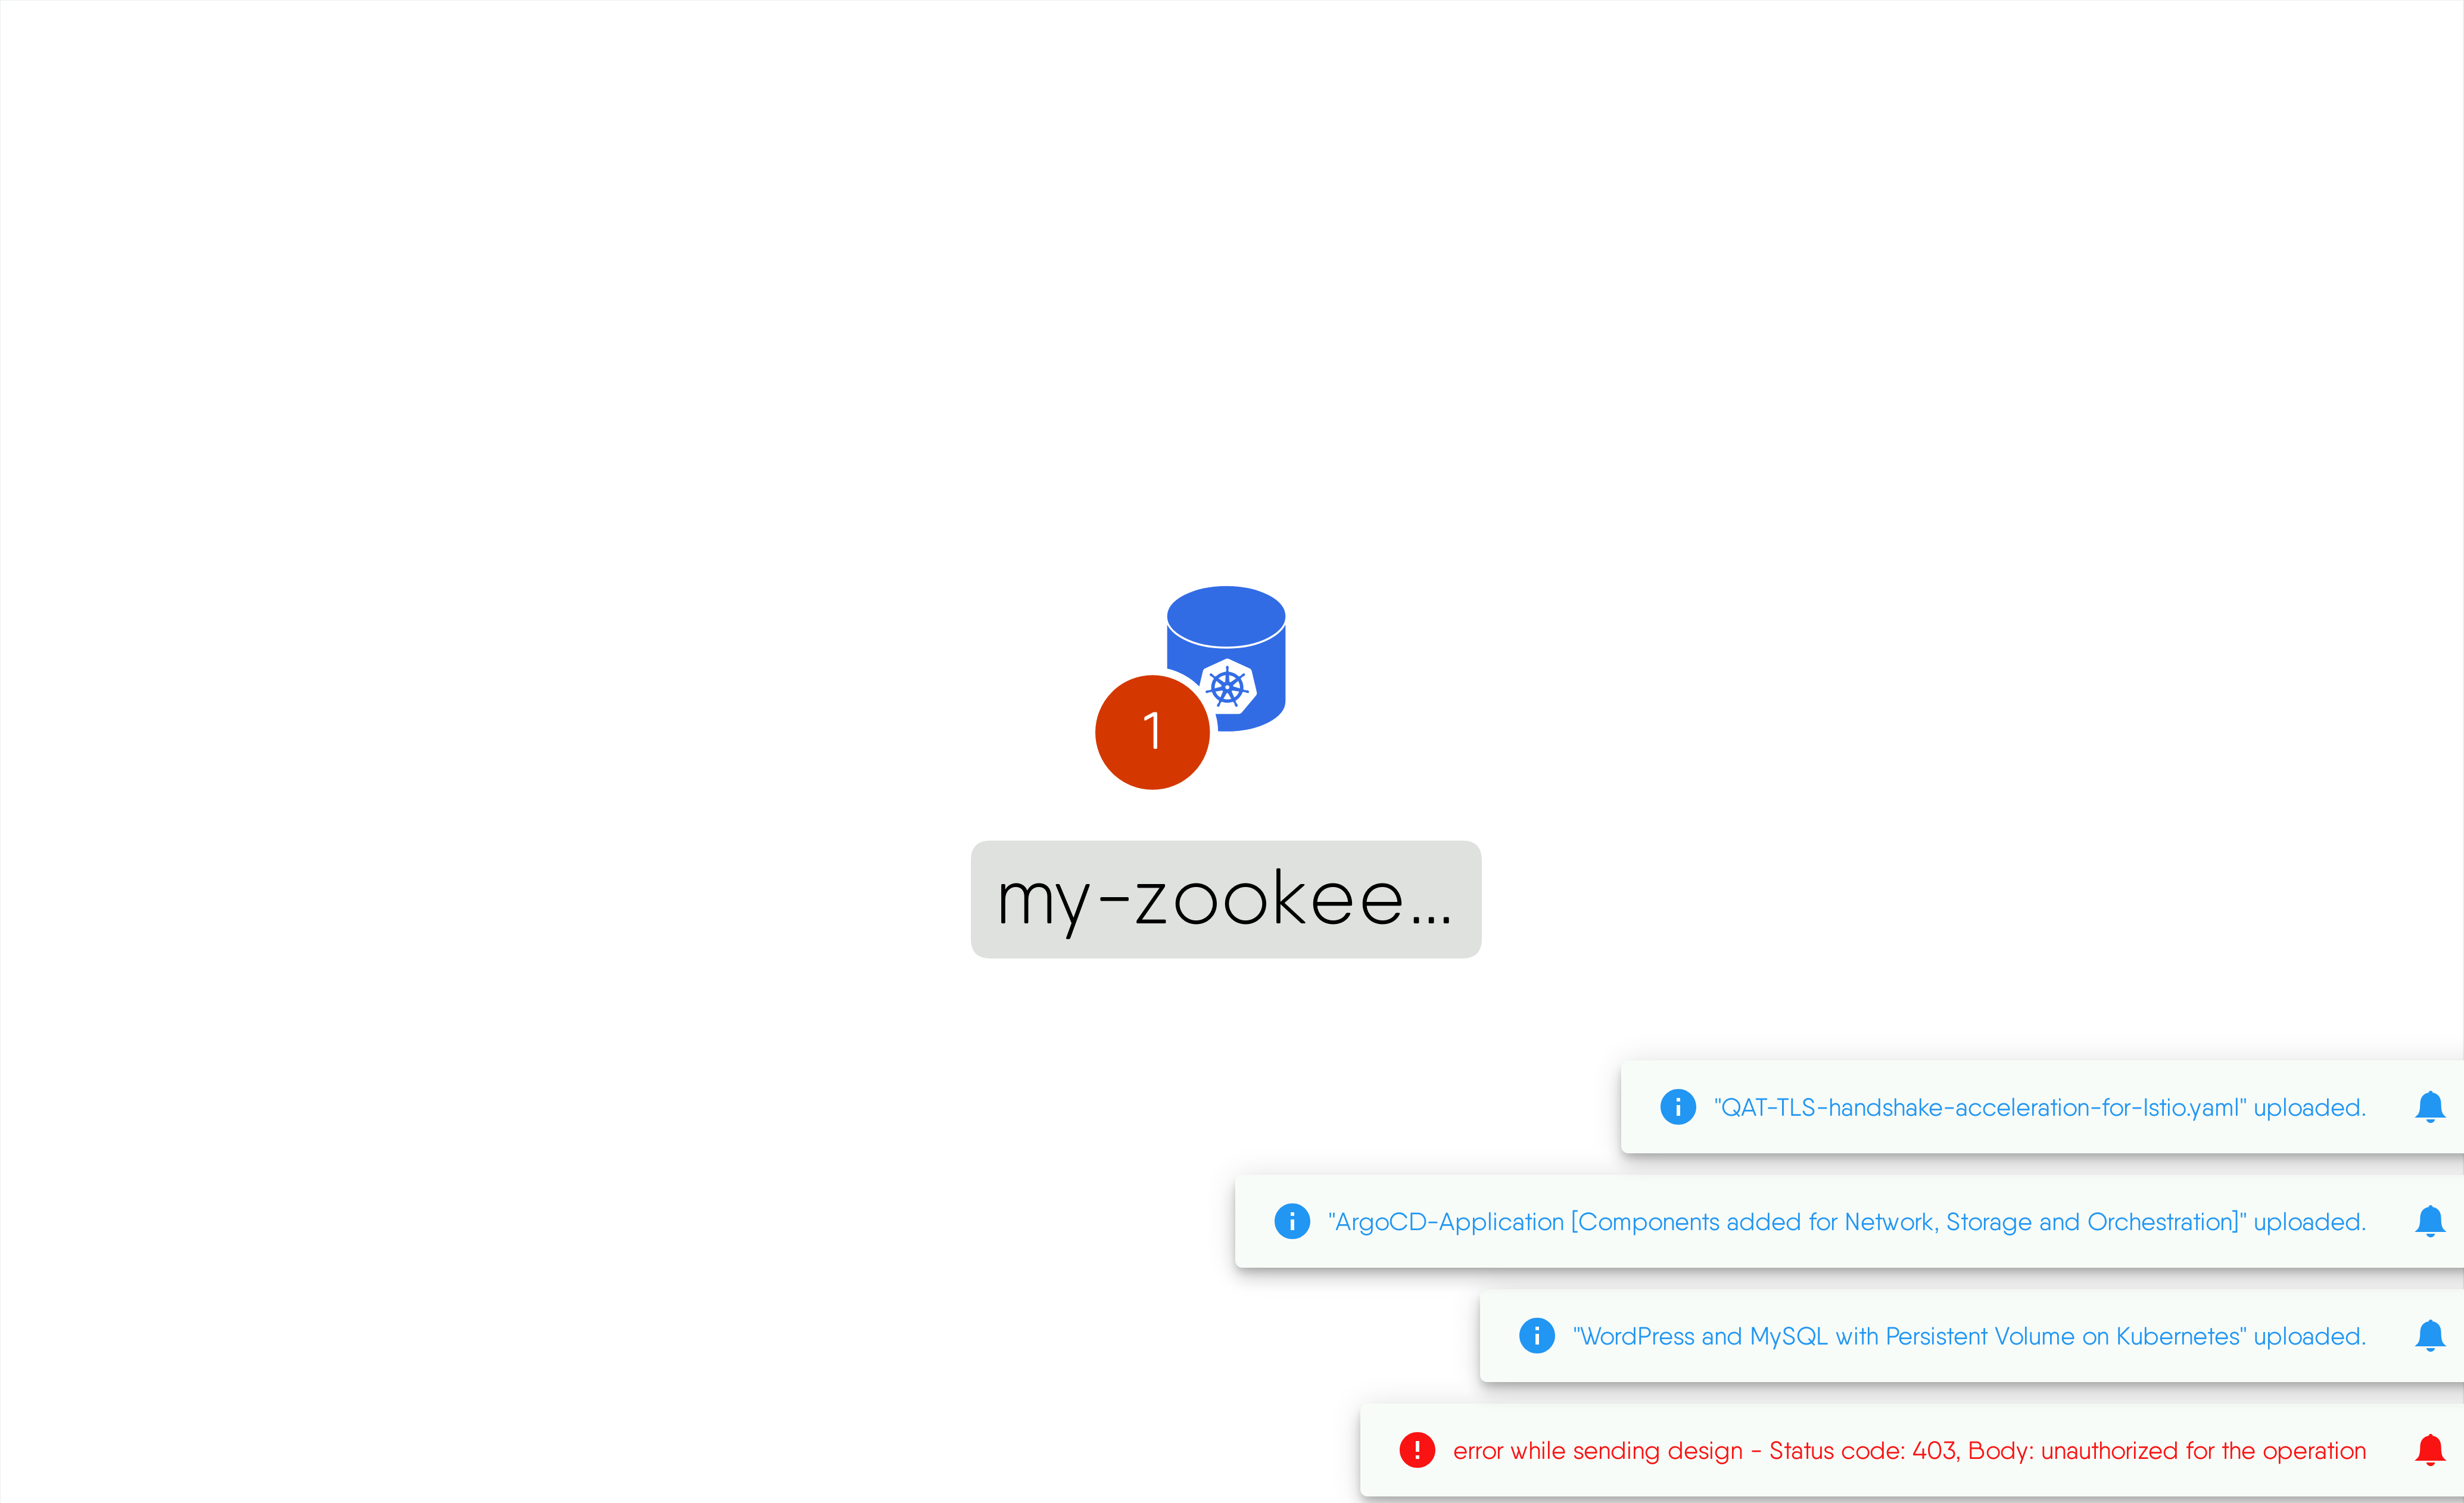 1
my-zookee...
"QAT-TLS-handshake-acceleration-for-Istio.yaml" uploaded.
"ArgoCD-Application [Components added for Network, Storage and Orchestration]" uploaded.
"WordPress and MySQL with Persistent Volume on Kubernetes" uploaded.
error while sending design - Status code: 403, Body: unauthorized for the operation